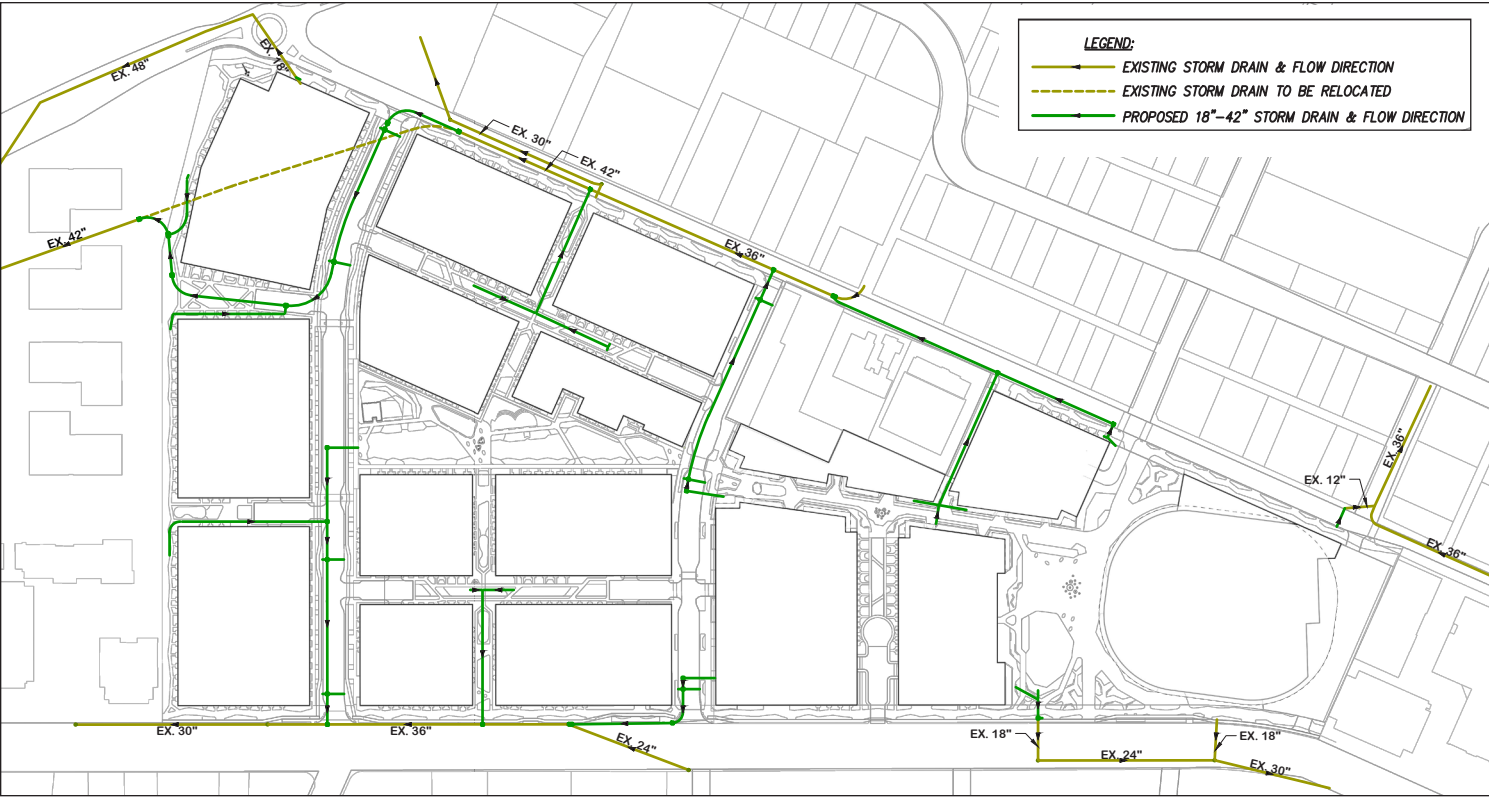 LEGEND:
EXISTING STORM DRAIN & FLOW DIRECTION
EXISTING STORM DRAIN TO BE RELOCATED
PROPOSED 18"-42" STORM DRAIN & FLOW DIRECTION
EX. 48"
EX. 18"
EX. 30"
EX. 42"
EX. 42"
EX. 36"
EX. 36"
EX. 12"
EX. 36"
EX. 30"
EX. 36"
EX. 24"
EX. 18"
EX. 24"
EX. 18"
EX. 30"